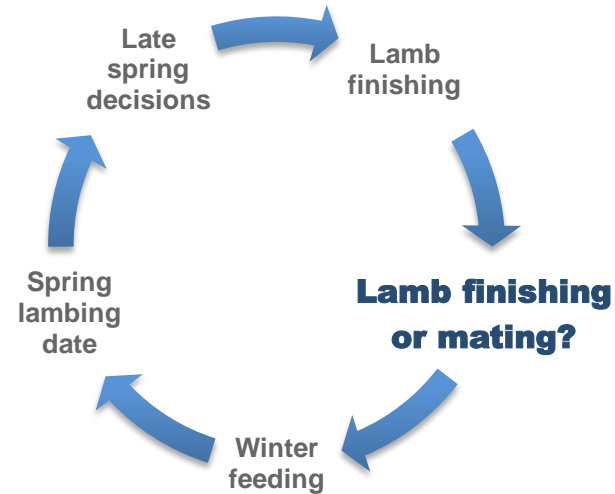 Late
spring
decisions
Lamb
finishing
Lamb finishing
or mating?
Winter
feeding
Spring
lambing
date